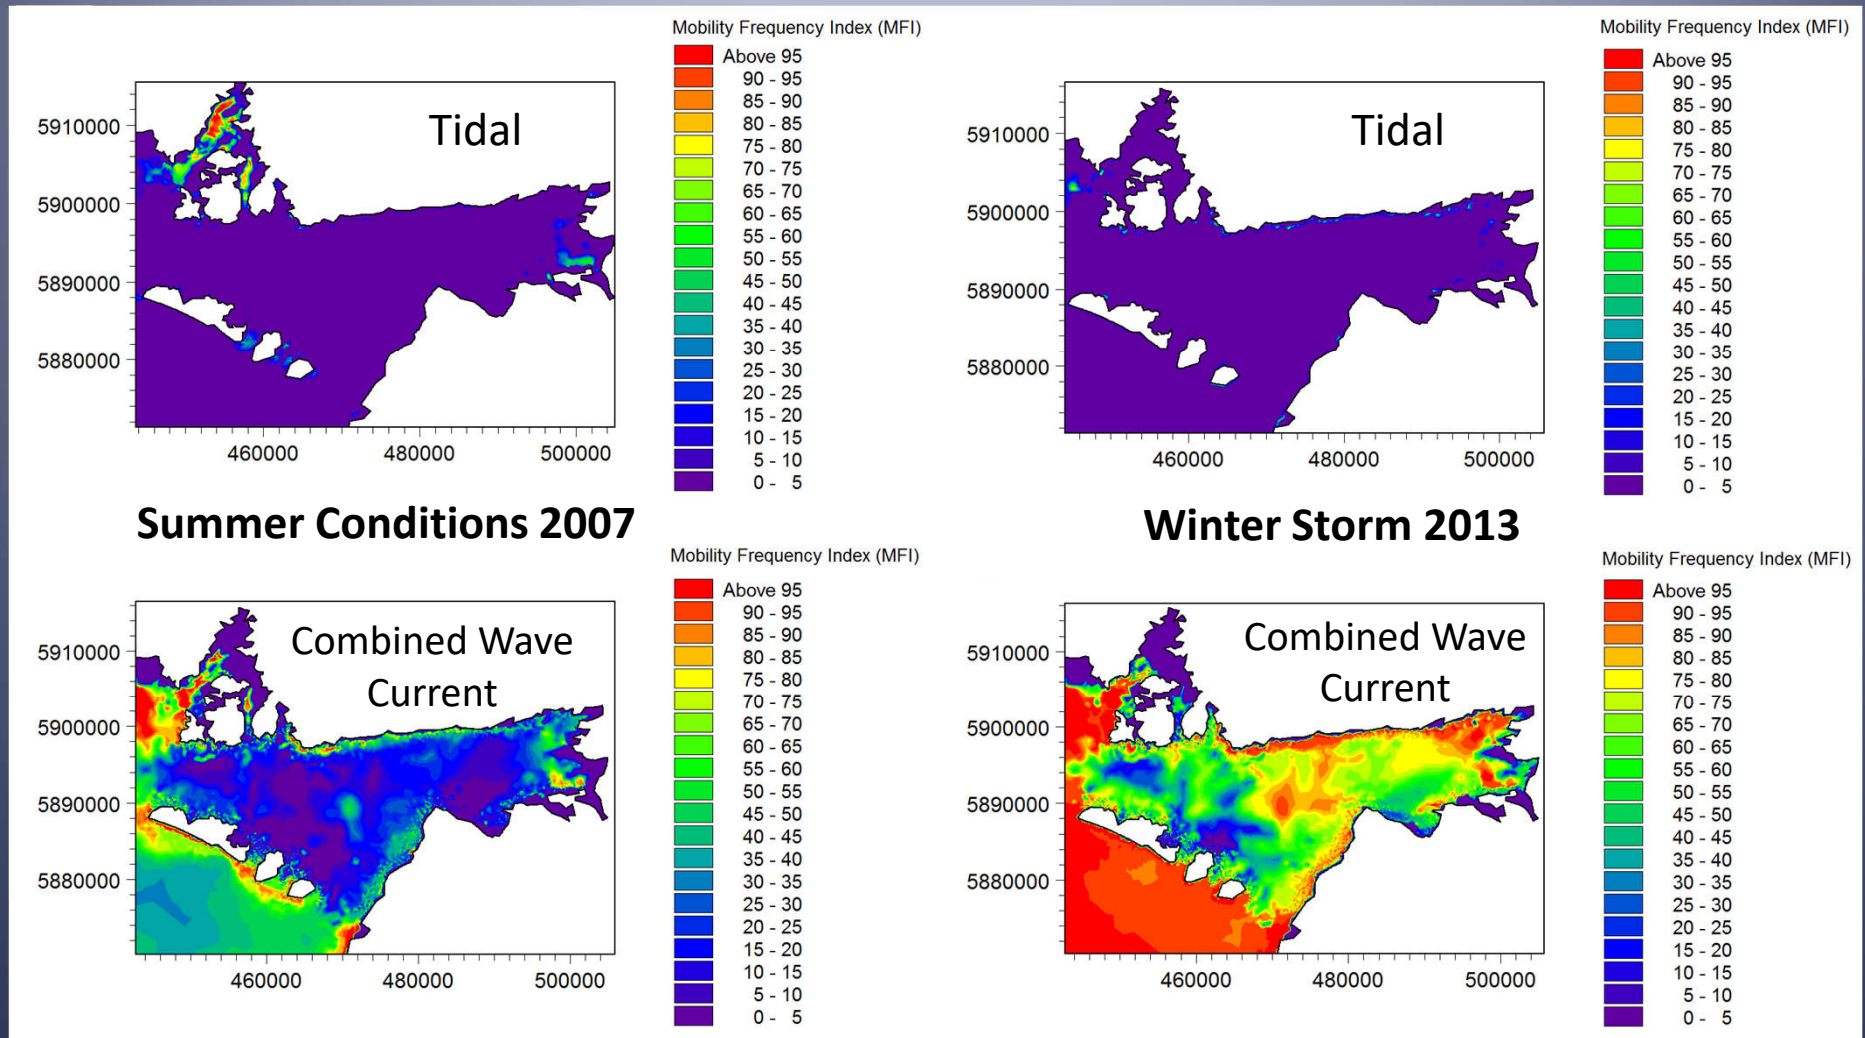 Mobility Frequency Index (MFI)
Above 95
90 - 95
85 - 90
80 - 85
75 - 80
70 - 75
65 - 70
60 - 65
55 - 60
50 - 55
45 - 50
40 - 45
35 - 40
30 - 35
25 - 30
20 - 25
15 - 20
10 - 15
5 - 10
0 - 5
Tidal
5910000
5900000
5890000
5880000
460000 480000 500000
Mobility Frequency Index (MFI)
Above 95
90 - 95
85 - 90
80 - 85
75 - 80
70 - 75
65 - 70
60 - 65
55 - 60
50 - 55
45 - 50
40 - 45
35 - 40
30 - 35
25 - 30
20 - 25
15 - 20
10 - 15
5 - 10
0 - 5
Tidal
5910000
5900000
5890000
5880000
460000 480000 500000
Summer Conditions 2007
Winter Storm 2013
Mobility Frequency Index (MFI)
Above 95
90 - 95
85 - 90
80 - 85
75 - 80
70 - 75
65 - 70
60 - 65
55 - 60
50 - 55
45 - 50
40 - 45
35 - 40
30 - 35
25 - 30
20 - 25
15 - 20
10 - 15
5 - 10
0 - 5
Combined Wave
Current
5910000
5900000
5890000
5880000
460000 480000 500000
Mobility Frequency Index (MFI)
Above 95
90 - 95
85 - 90
80 - 85
75 - 80
70 - 75
65 - 70
60 - 65
55 - 60
50 - 55
45 - 50
40 - 45
35 - 40
30 - 35
25 - 30
20 - 25
15 - 20
10 - 15
5 - 10
0 - 5
Combined Wave
Current
5910000
5900000
5890000
5880000
460000 480000 500000